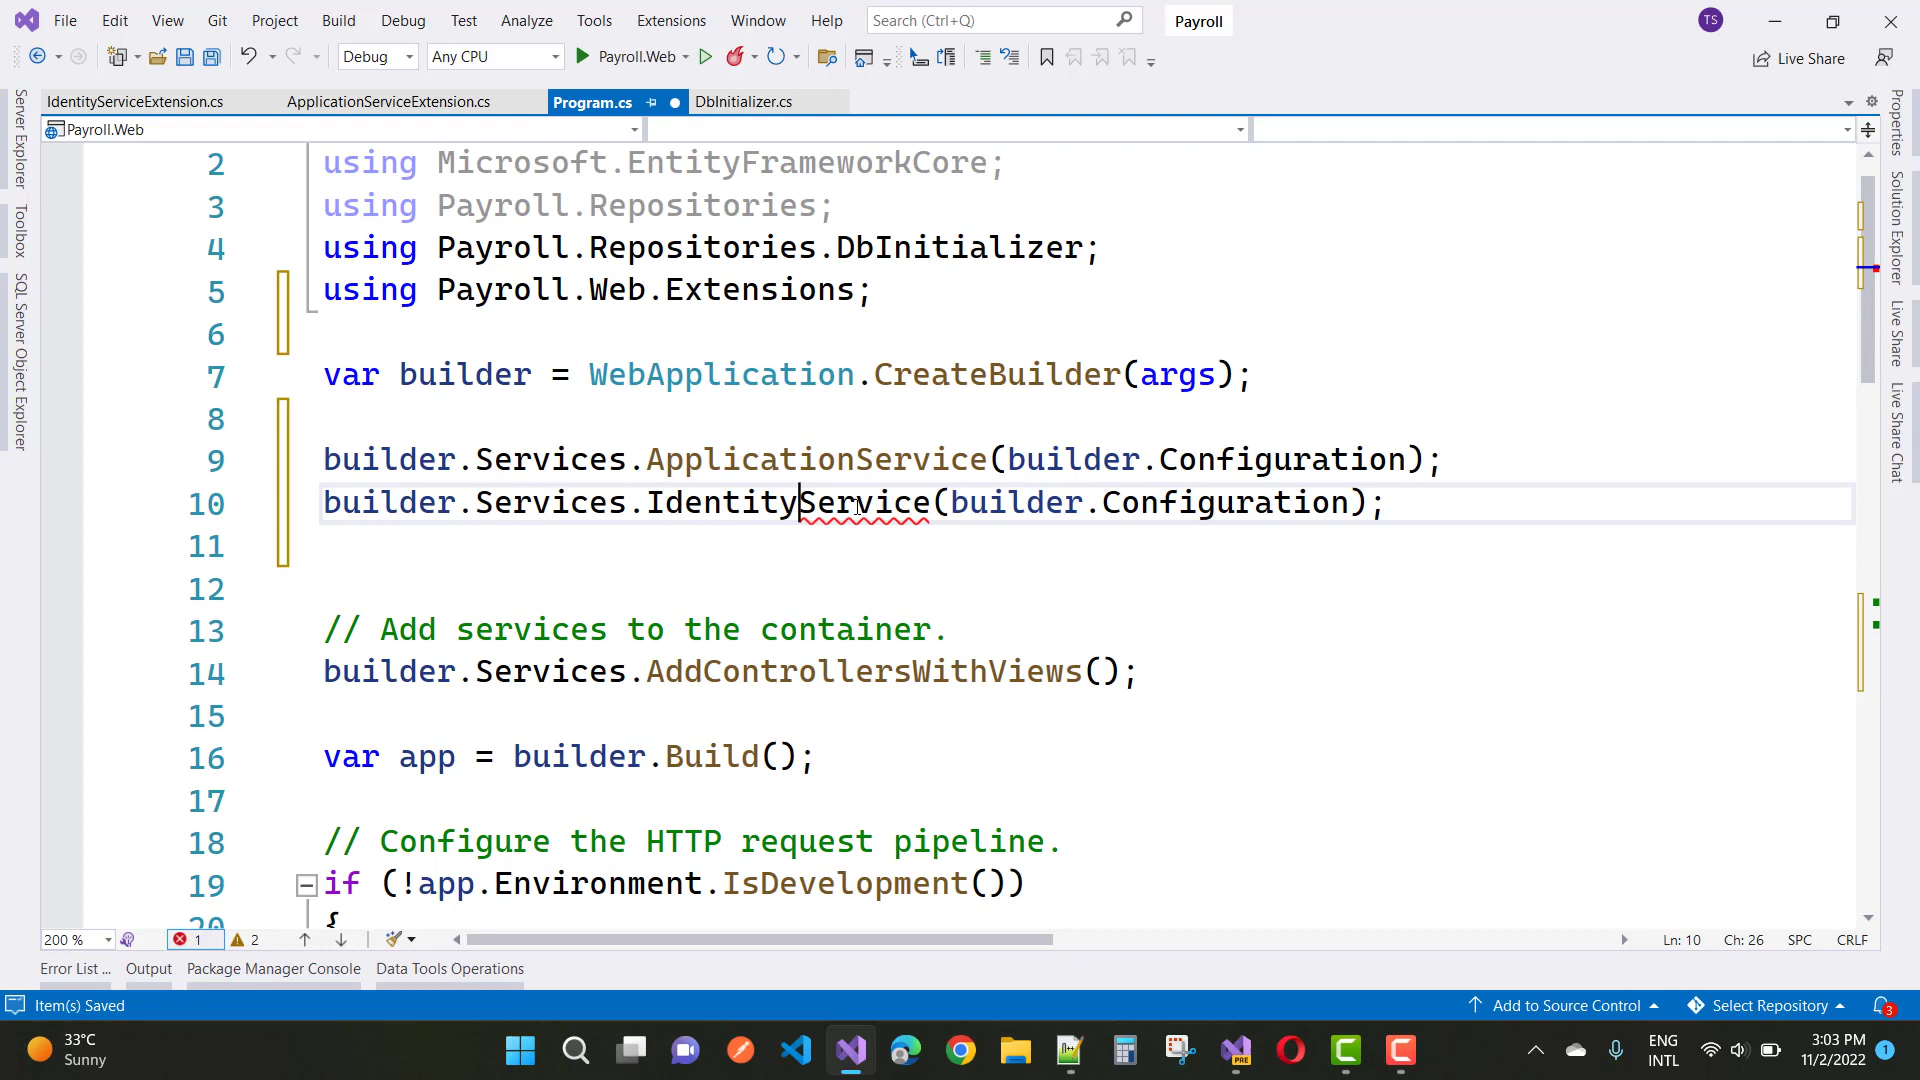 File Edit View Git Project Build Debug Test Analyze Tools Extensions Window Help Search (Ctrl+Q) Payroll TS
Debug Any CPU Payroll.Web Live Share
IdentityServiceExtension.cs ApplicationServiceExtension.cs Program.cs DbInitializer.cs
Payroll.Web
Server Explorer
Toolbox
SQL Server Object Explorer
2 using Microsoft.EntityFrameworkCore;
3 using Payroll.Repositories;
4 using Payroll.Repositories.DbInitializer;
5 using Payroll.Web.Extensions;
6
7 var builder = WebApplication.CreateBuilder(args);
8
9 builder.Services.ApplicationService(builder.Configuration);
10 builder.Services.IdentityService(builder.Configuration);
11
12
13 // Add services to the container.
14 builder.Services.AddControllersWithViews();
15
16 var app = builder.Build();
17
18 // Configure the HTTP request pipeline.
19 if (!app.Environment.IsDevelopment())
20 {
Properties
Solution Explorer
Live Share
Live Share Chat
200 % 1 2 Ln: 10 Ch: 26 SPC CRLF
Error List ... Output Package Manager Console Data Tools Operations
Item(s) Saved Add to Source Control Select Repository 3
33°C
Sunny
PRE
ENG
INTL
3:03 PM
11/2/2022
1